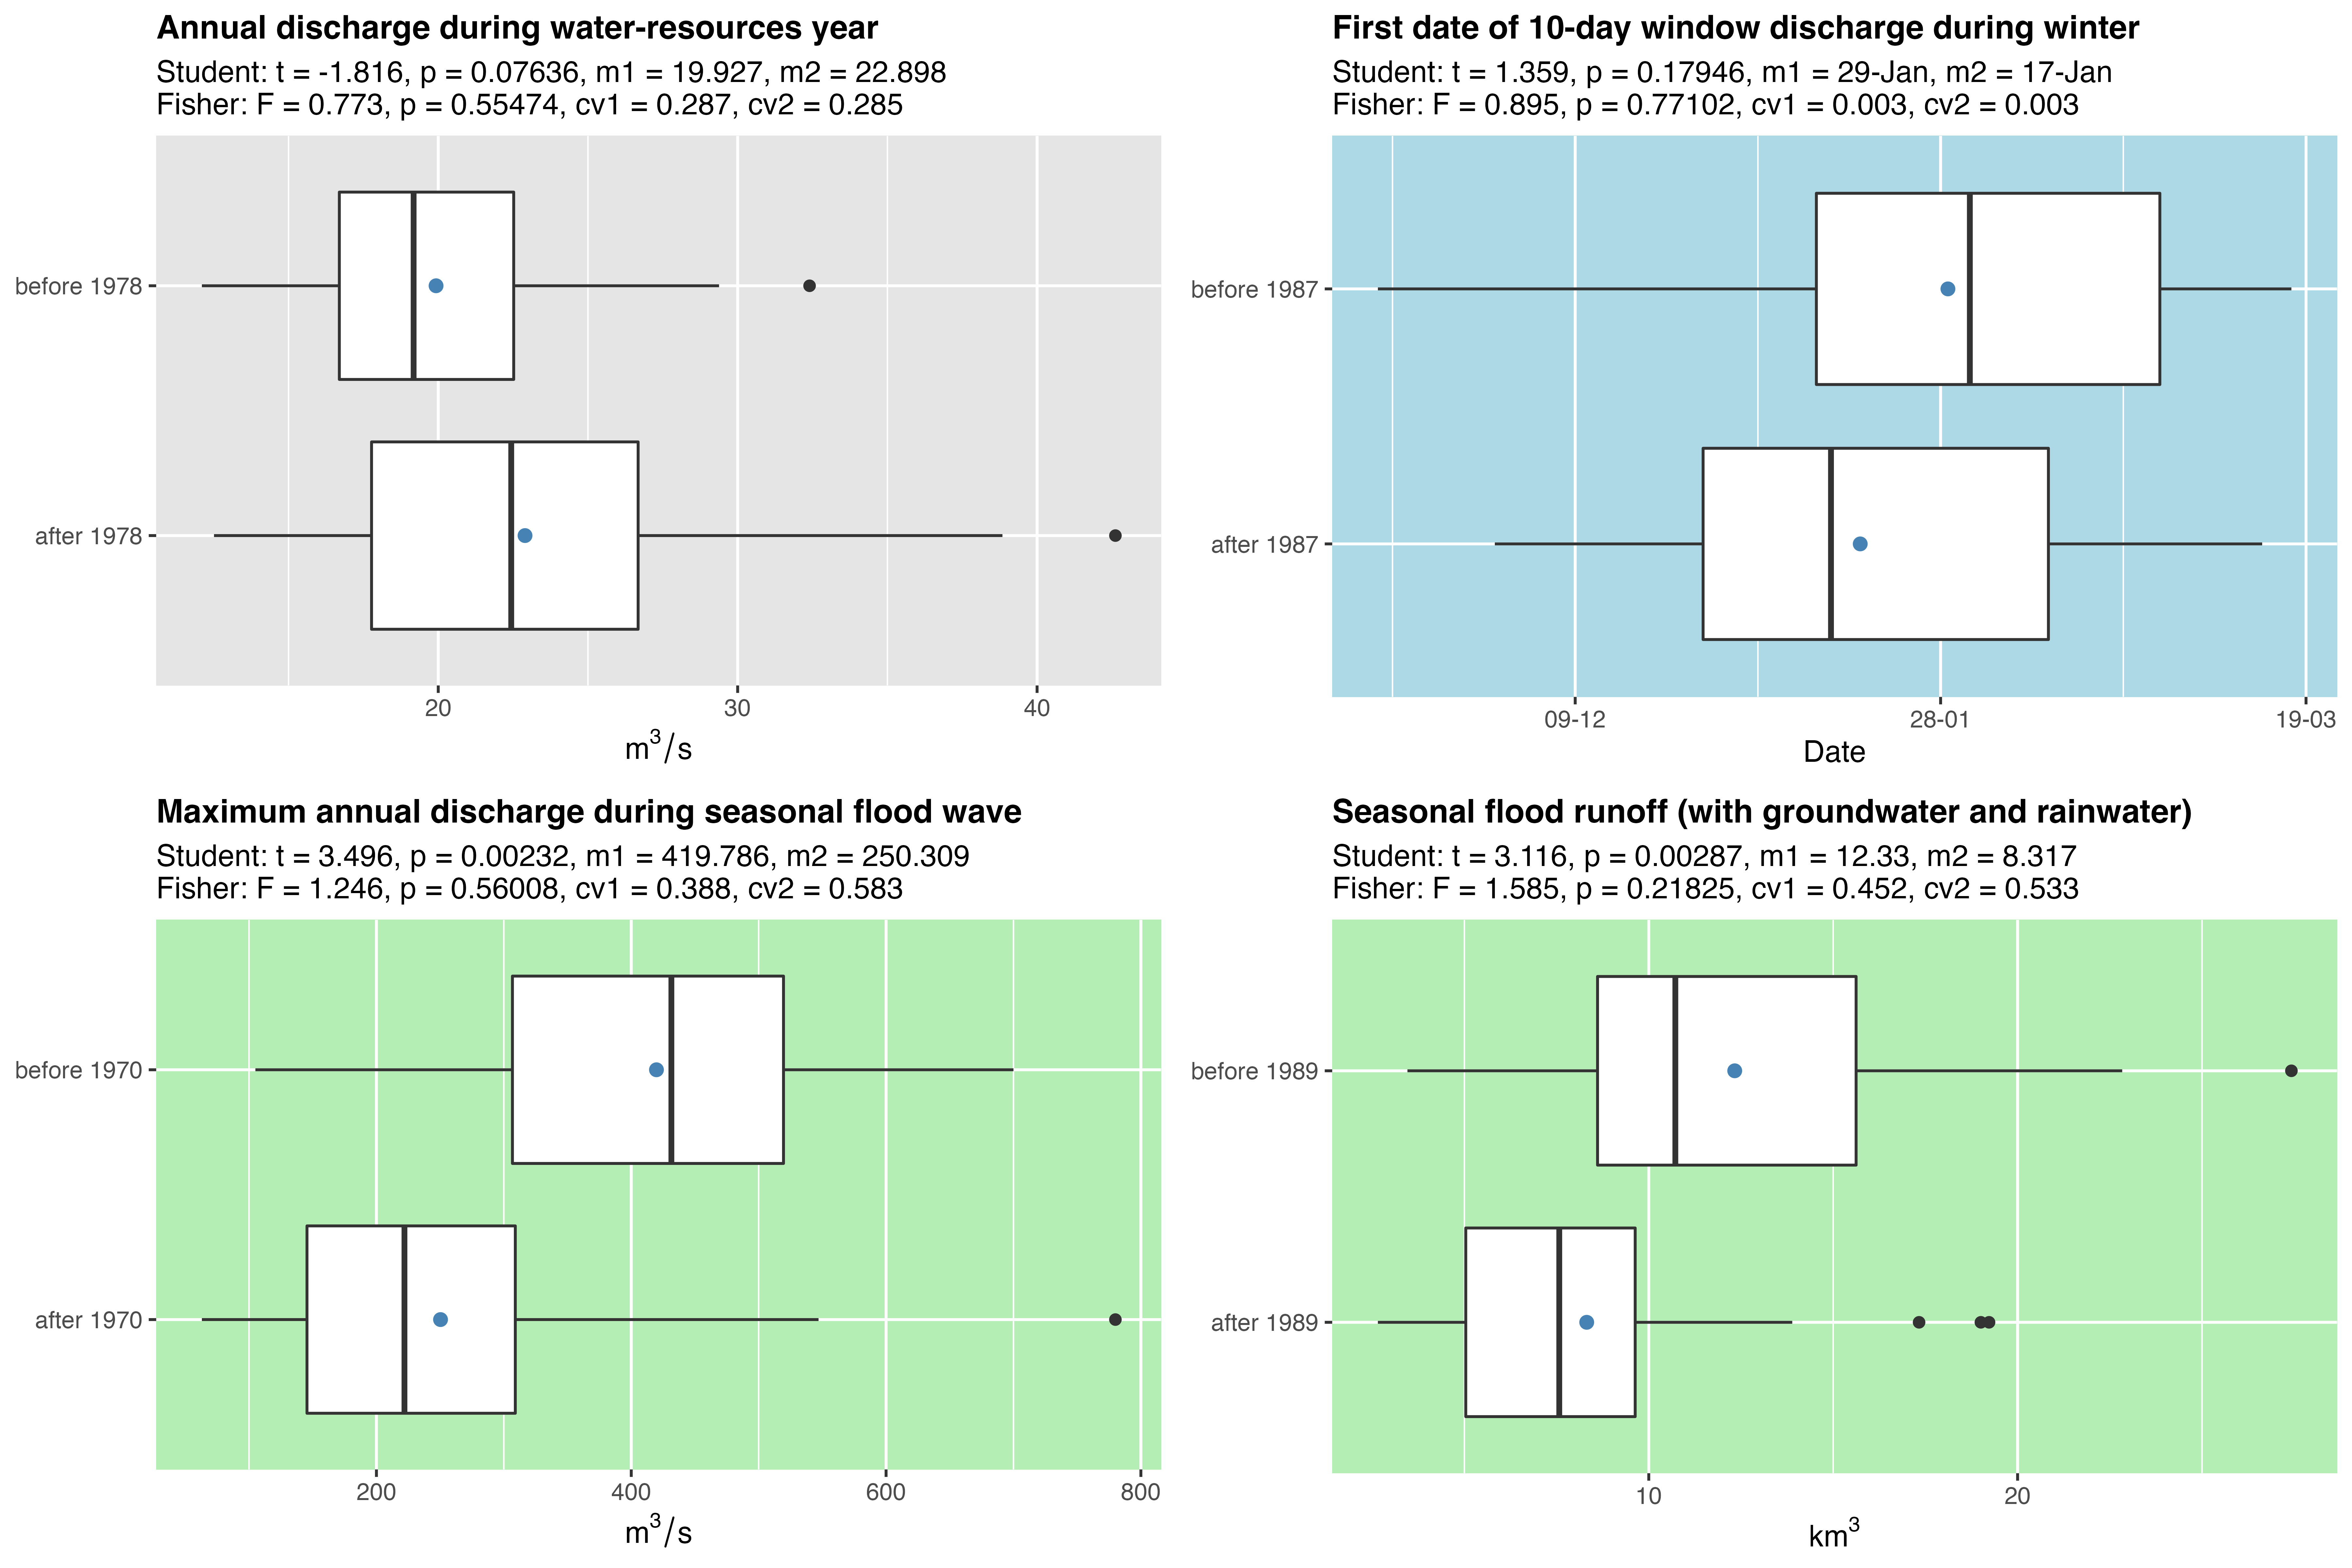 Annual discharge during water-resources year
Student: t = -1.816, p = 0.07636, m1 = 19.927, m2 = 22.898
Fisher: F = 0.773, p = 0.55474, cv1 = 0.287, cv2 = 0.285
before 1978
after 1978
20 30 40
m³/s
First date of 10-day window discharge during winter
Student: t = 1.359, p = 0.17946, m1 = 29-Jan, m2 = 17-Jan
Fisher: F = 0.895, p = 0.77102, cv1 = 0.003, cv2 = 0.003
before 1987
after 1987
09-12 28-01 19-03
Date
Maximum annual discharge during seasonal flood wave
Student: t = 3.496, p = 0.00232, m1 = 419.786, m2 = 250.309
Fisher: F = 1.246, p = 0.56008, cv1 = 0.388, cv2 = 0.583
before 1970
after 1970
200 400 600 800
m³/s
Seasonal flood runoff (with groundwater and rainwater)
Student: t = 3.116, p = 0.00287, m1 = 12.33, m2 = 8.317
Fisher: F = 1.585, p = 0.21825, cv1 = 0.452, cv2 = 0.533
before 1989
after 1989
10 20
km³